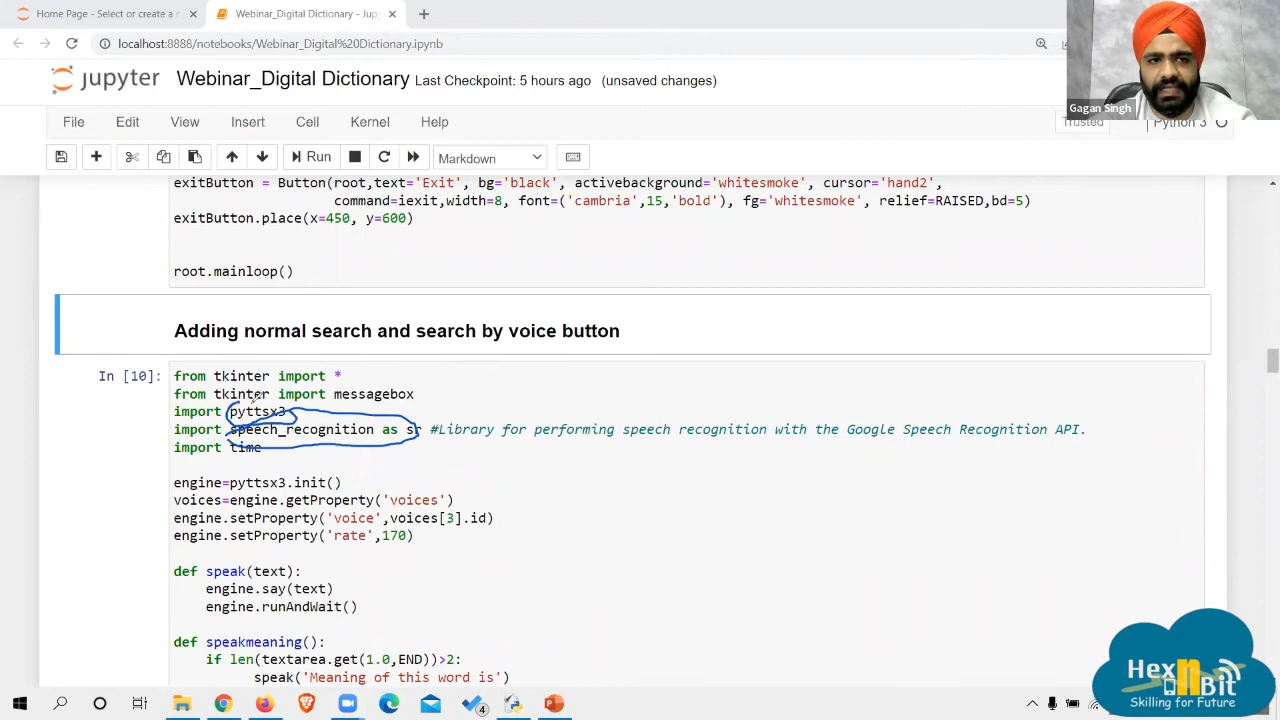 Home Page - Select or create a n
Webinar_Digital Dictionary - Jup
localhost:8888/notebooks/Webinar_Digital%20Dictionary.ipynb
jupyter Webinar_Digital Dictionary Last Checkpoint: 5 hours ago (unsaved changes)
Gagan Singh
File Edit View Insert Cell Kernel Help Trusted Python 3
Run Markdown
exitButton = Button(root,text='Exit', bg='black', activebackground='whitesmoke', cursor='hand2',
command=iexit,width=8, font=('cambria',15,'bold'), fg='whitesmoke', relief=RAISED,bd=5)
exitButton.place(x=450, y=600)
root.mainloop()
Adding normal search and search by voice button
In [10]: from tkinter import *
from tkinter import messagebox
import pyttsx3
import speech_recognition as sr #Library for performing speech recognition with the Google Speech Recognition API.
import time
engine=pyttsx3.init()
voices=engine.getProperty('voices')
engine.setProperty('voice',voices[3].id)
engine.setProperty('rate',170)
def speak(text):
engine.say(text)
engine.runAndWait()
def speakmeaning():
if len(textarea.get(1.0,END))>2:
speak('Meaning of this word is')
Hex n Bit
Skilling for Future
4